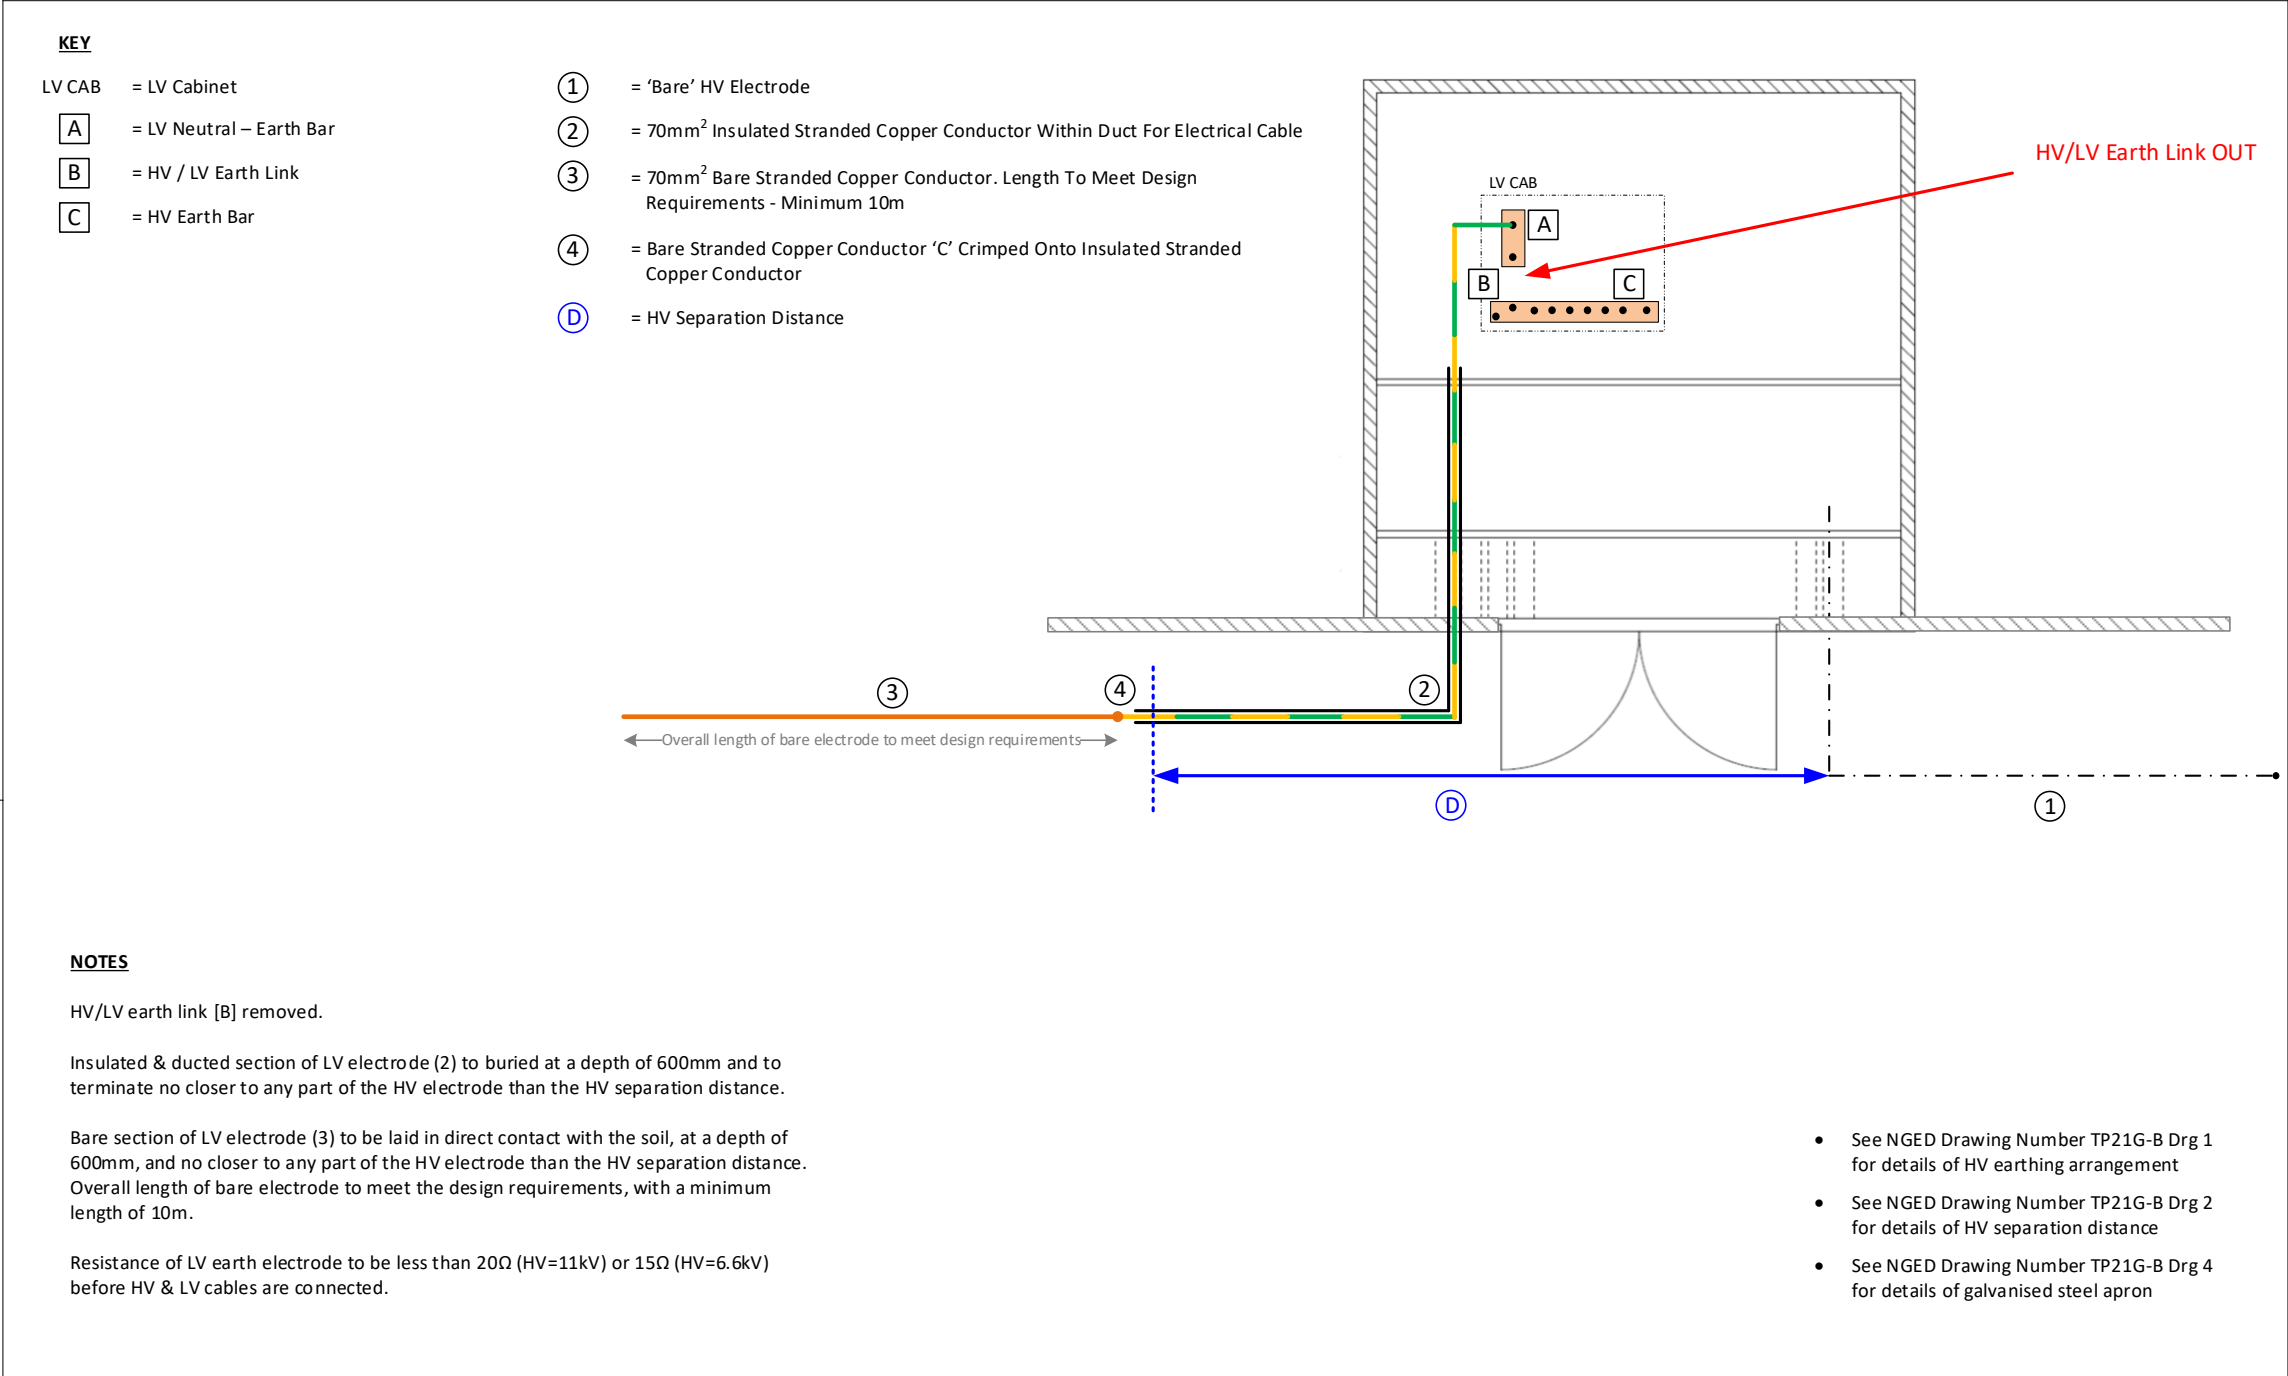 KEY
LV CAB = LV Cabinet
A = LV Neutral – Earth Bar
B = HV / LV Earth Link
C = HV Earth Bar
1 = ‘Bare’ HV Electrode
2 = 70mm² Insulated Stranded Copper Conductor Within Duct For Electrical Cable
3 = 70mm² Bare Stranded Copper Conductor. Length To Meet Design
Requirements - Minimum 10m
4 = Bare Stranded Copper Conductor ‘C’ Crimped Onto Insulated Stranded
Copper Conductor
D = HV Separation Distance
HV/LV Earth Link OUT
LV CAB
A
B
C
3
4
2
Overall length of bare electrode to meet design requirements
D
1
NOTES
HV/LV earth link [B] removed.
Insulated & ducted section of LV electrode (2) to buried at a depth of 600mm and to
terminate no closer to any part of the HV electrode than the HV separation distance.
Bare section of LV electrode (3) to be laid in direct contact with the soil, at a depth of
600mm, and no closer to any part of the HV electrode than the HV separation distance.
Overall length of bare electrode to meet the design requirements, with a minimum
length of 10m.
Resistance of LV earth electrode to be less than 20Ω (HV=11kV) or 15Ω (HV=6.6kV)
before HV & LV cables are connected.
• See NGED Drawing Number TP21G-B Drg 1
for details of HV earthing arrangement
• See NGED Drawing Number TP21G-B Drg 2
for details of HV separation distance
• See NGED Drawing Number TP21G-B Drg 4
for details of galvanised steel apron